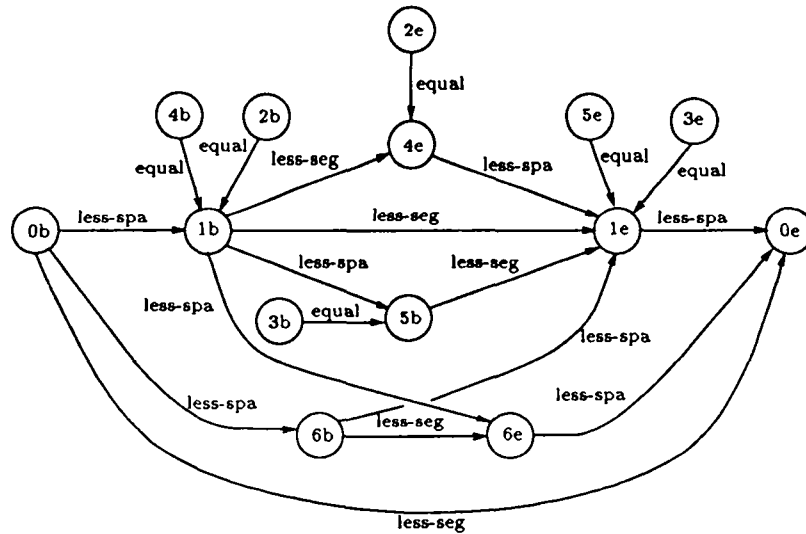 2e
equal
4b
2b
5e
3e
equal
equal
4e
equal
equal
less-seg
less-spa
0b
less-spa
1b
less-seg
1e
less-spa
0e
less-spa
less-seg
less-spa
3b
equal
5b
less-spa
less-spa
less-spa
6b
less-seg
6e
less-seg